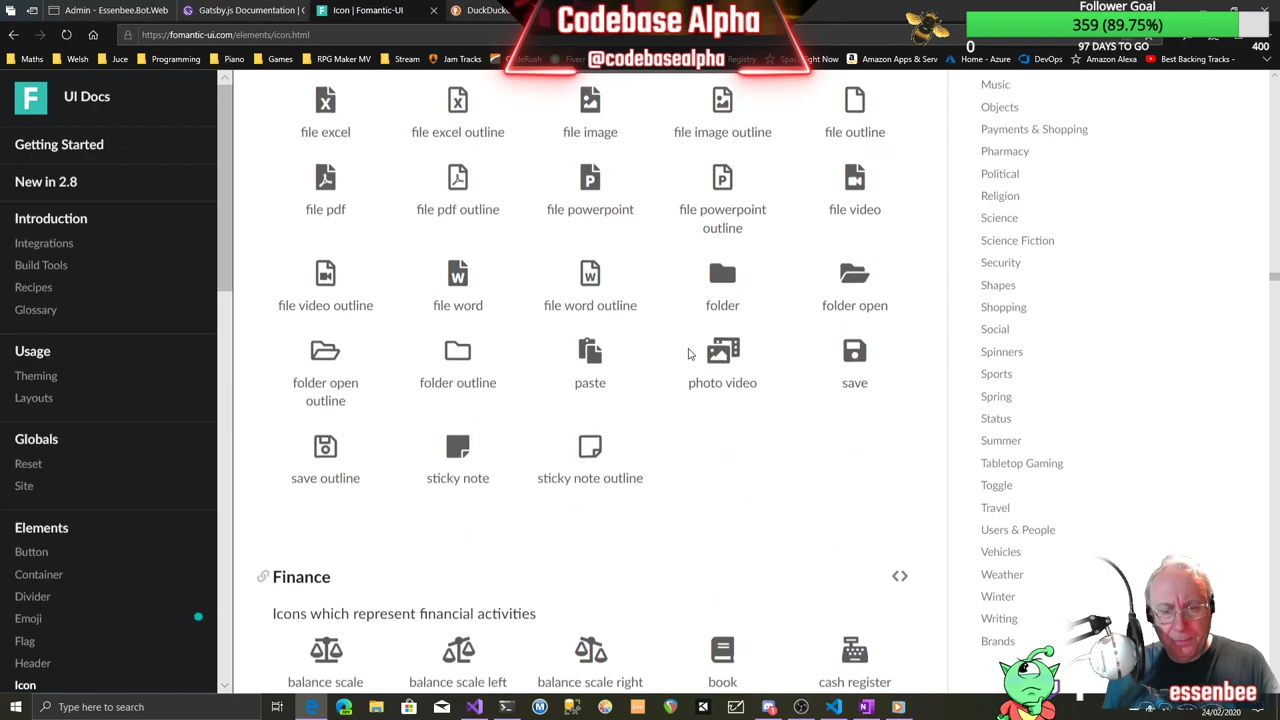 Essenbee.Bot.Web
Admin - Essenbee.Bot.Web
Gatsby.js Documentation | G
Icon | Fomantic-UI
DuckDuc
Codebase Alpha
@codebasealpha
Follower Goal
359 (89.75%)
0
97 DAYS TO GO
400
https://fomantic-ui.com/elements/icon.html
Maths
Welsh
Juce
Piano
Games
RPG Maker MV
Stream
Jam Tracks
CodeRush
Fiverr
Registry
Amazon Apps & Serv
Home - Azure
DevOps
Amazon Alexa
Best Backing Tracks -
UI Docs
Getting Started
New in 2.8
Introduction
Integrations
Build Tools
Recipes
Glossary
Usage
Theming
Layouts
Globals
Reset
Site
Elements
Button
Container
Divider
Emoji
Flag
Header
Icon
file excel
file excel outline
file image
file image outline
file outline
file pdf
file pdf outline
file powerpoint
file powerpoint
outline
file video
file video outline
file word
file word outline
folder
folder open
folder open
outline
folder outline
paste
photo video
save
save outline
sticky note
sticky note outline
Finance
Icons which represent financial activities
balance scale
balance scale left
balance scale right
book
cash register
Music
Objects
Payments & Shopping
Pharmacy
Political
Religion
Science
Science Fiction
Security
Shapes
Shopping
Social
Spinners
Sports
Spring
Status
Summer
Tabletop Gaming
Toggle
Travel
Users & People
Vehicles
Weather
Winter
Writing
Brands
essenbee
Type here to search
24/02/2020